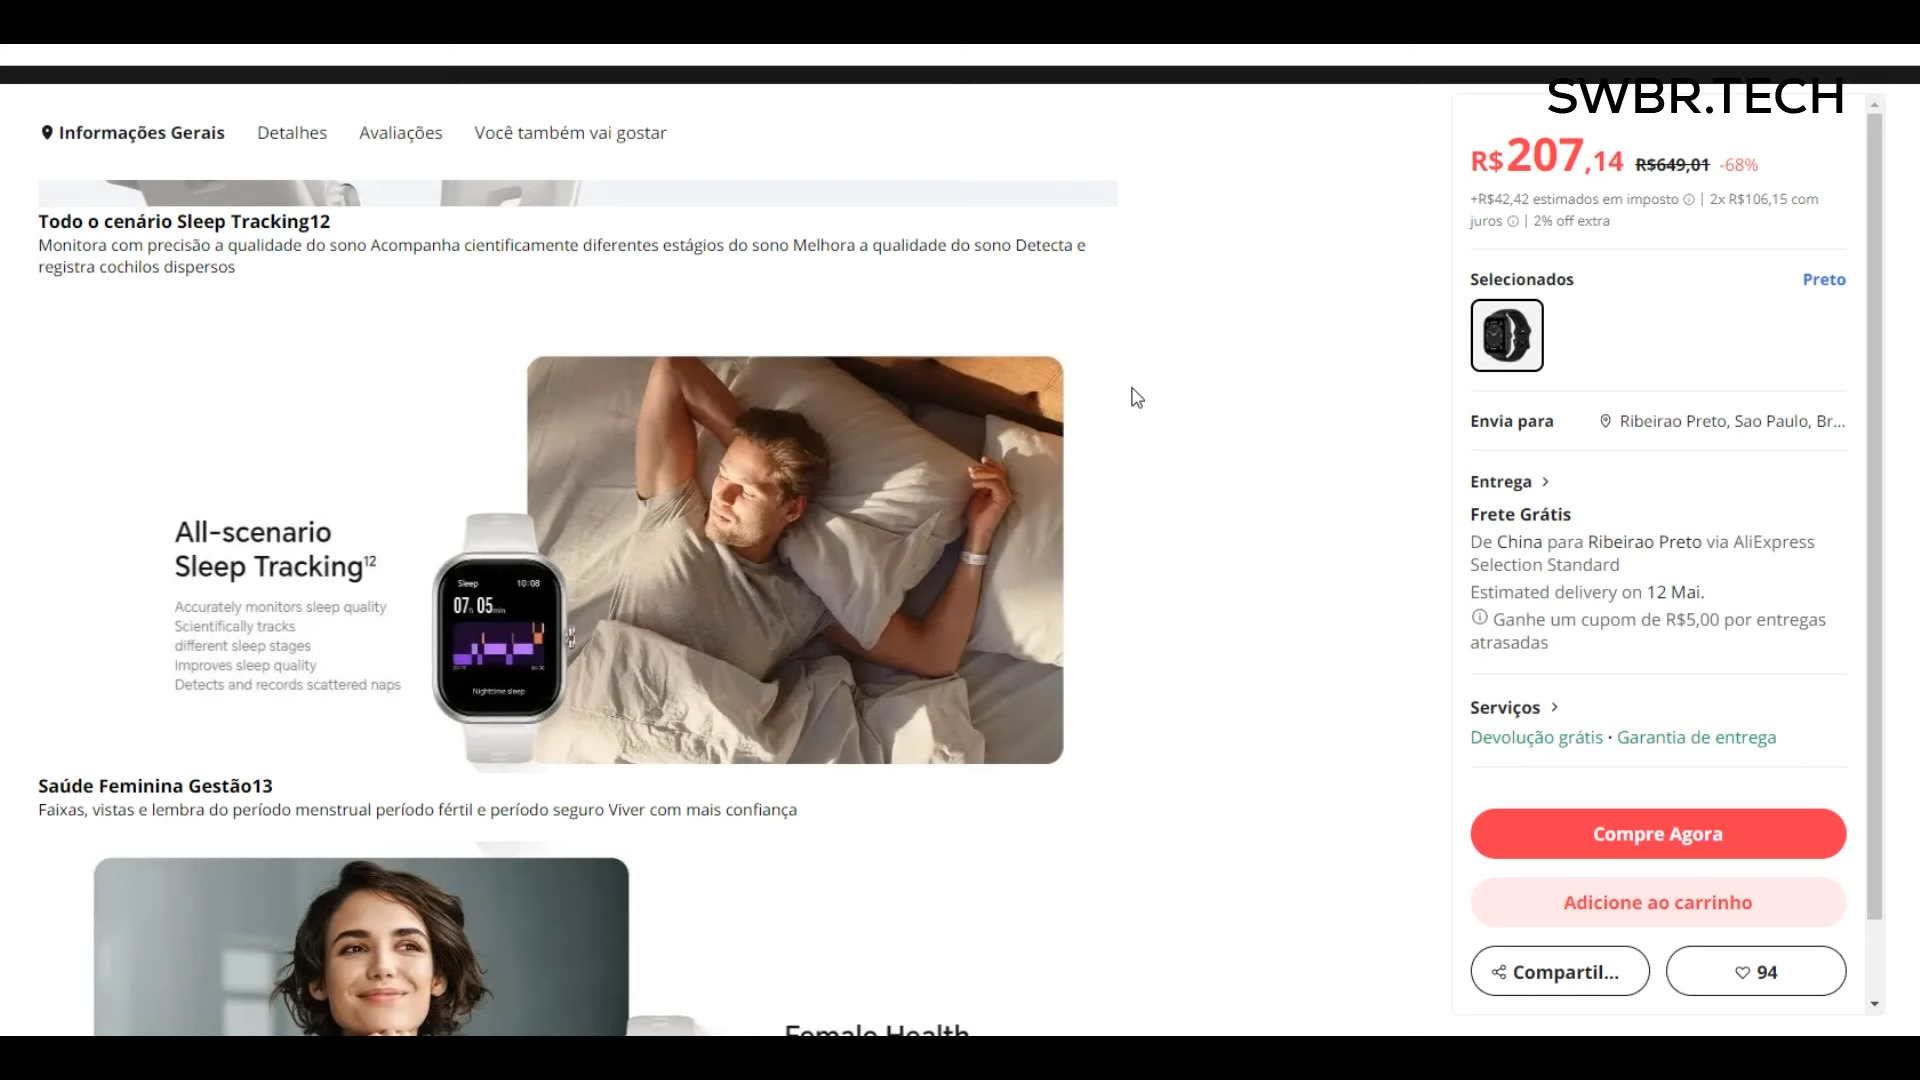 SWBR.TECH
Informações Gerais Detalhes Avaliações Você também vai gostar
Todo o cenário Sleep Tracking12
Monitora com precisão a qualidade do sono Acompanha cientificamente diferentes estágios do sono Melhora a qualidade do sono Detecta e
registra cochilos dispersos
All-scenario
Sleep Tracking12
Accurately monitors sleep quality
Scientifically tracks
different sleep stages
Improves sleep quality
Detects and records scattered naps
Sleep 10:08
07h 05min
Nighttime sleep
Saúde Feminina Gestão13
Faixas, vistas e lembra do período menstrual período fértil e período seguro Viver com mais confiança
Female Health
R$207,14 R$649,01 -68%
+R$42,42 estimados em imposto | 2x R$106,15 com
juros | 2% off extra
Selecionados Preto
Envia para Ribeirao Preto, Sao Paulo, Br...
Entrega
Frete Grátis
De China para Ribeirao Preto via AliExpress
Selection Standard
Estimated delivery on 12 Mai.
Ganhe um cupom de R$5,00 por entregas
atrasadas
Serviços
Devolução grátis · Garantia de entrega
Compre Agora
Adicione ao carrinho
Compartil... 94